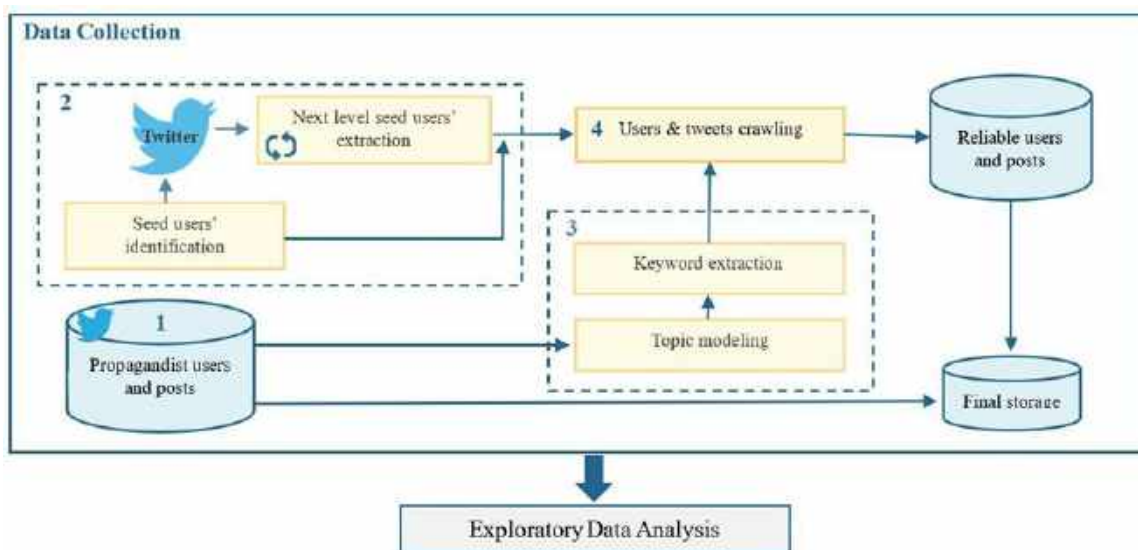 Data Collection
2
Twitter
Next level seed users'
extraction
Seed users'
identification
4 Users & tweets crawling
Reliable users
and posts
3
Keyword extraction
Topic modeling
1
Propagandist users
and posts
Final storage
Exploratory Data Analysis